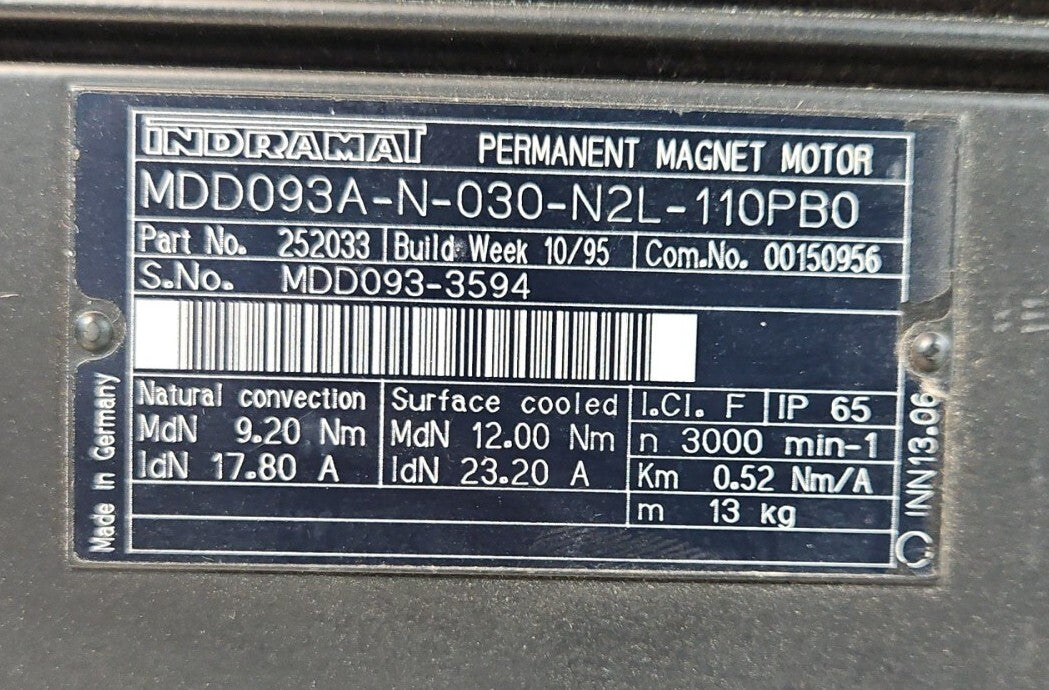 INDRAMAT PERMANENT MAGNET MOTOR
MDD093A-N-030-N2L-110PB0
Part No. 252033 Build Week 10/95 Com.No. 00150956
S.No. MDD093-3594
Natural convection Surface cooled I.Cl. F IP 65
MdN 9.20 Nm MdN 12.00 Nm n 3000 min-1
IdN 17.80 A IdN 23.20 A Km 0.52 Nm/A
m 13 kg
Made in Germany
INN13.06